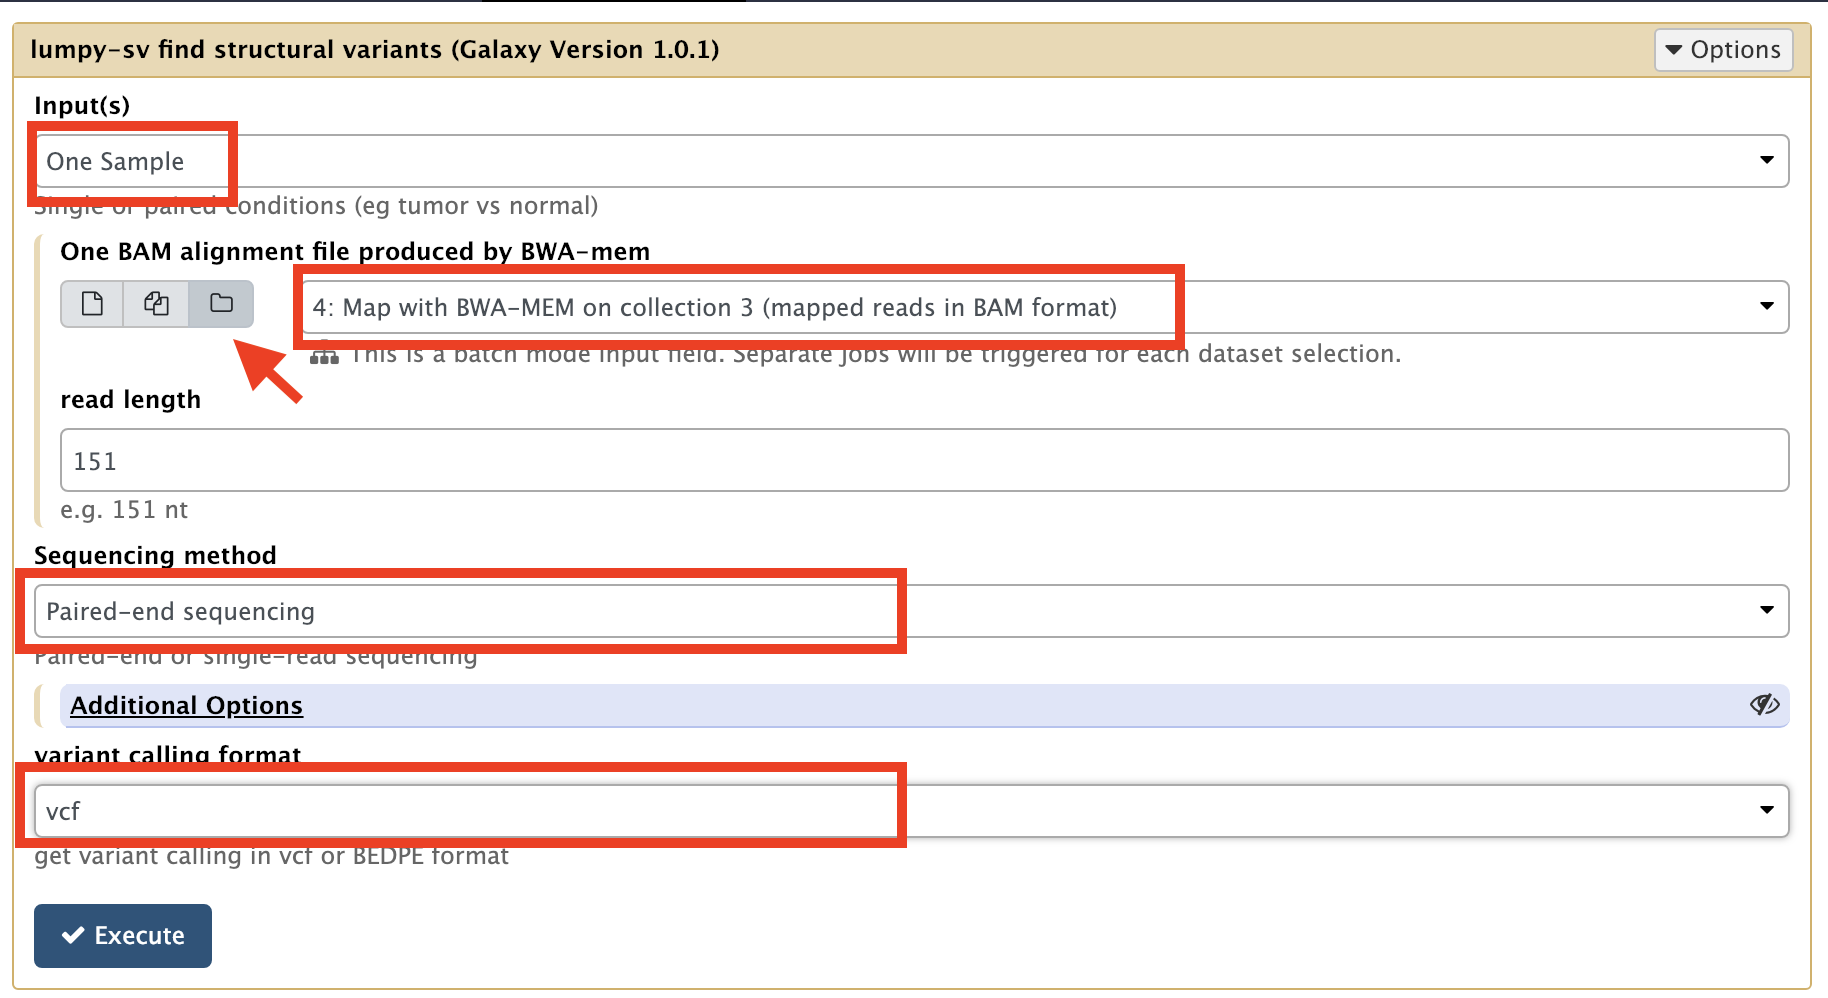 lumpy-sv find structural variants (Galaxy Version 1.0.1)
Options
Input(s)
One Sample
Single or paired conditions (eg tumor vs normal)
One BAM alignment file produced by BWA-mem
4: Map with BWA-MEM on collection 3 (mapped reads in BAM format)
This is a batch mode input field. Separate jobs will be triggered for each dataset selection.
read length
151
e.g. 151 nt
Sequencing method
Paired-end sequencing
Paired-end or single-read sequencing
Additional Options
variant calling format
vcf
get variant calling in vcf or BEDPE format
Execute